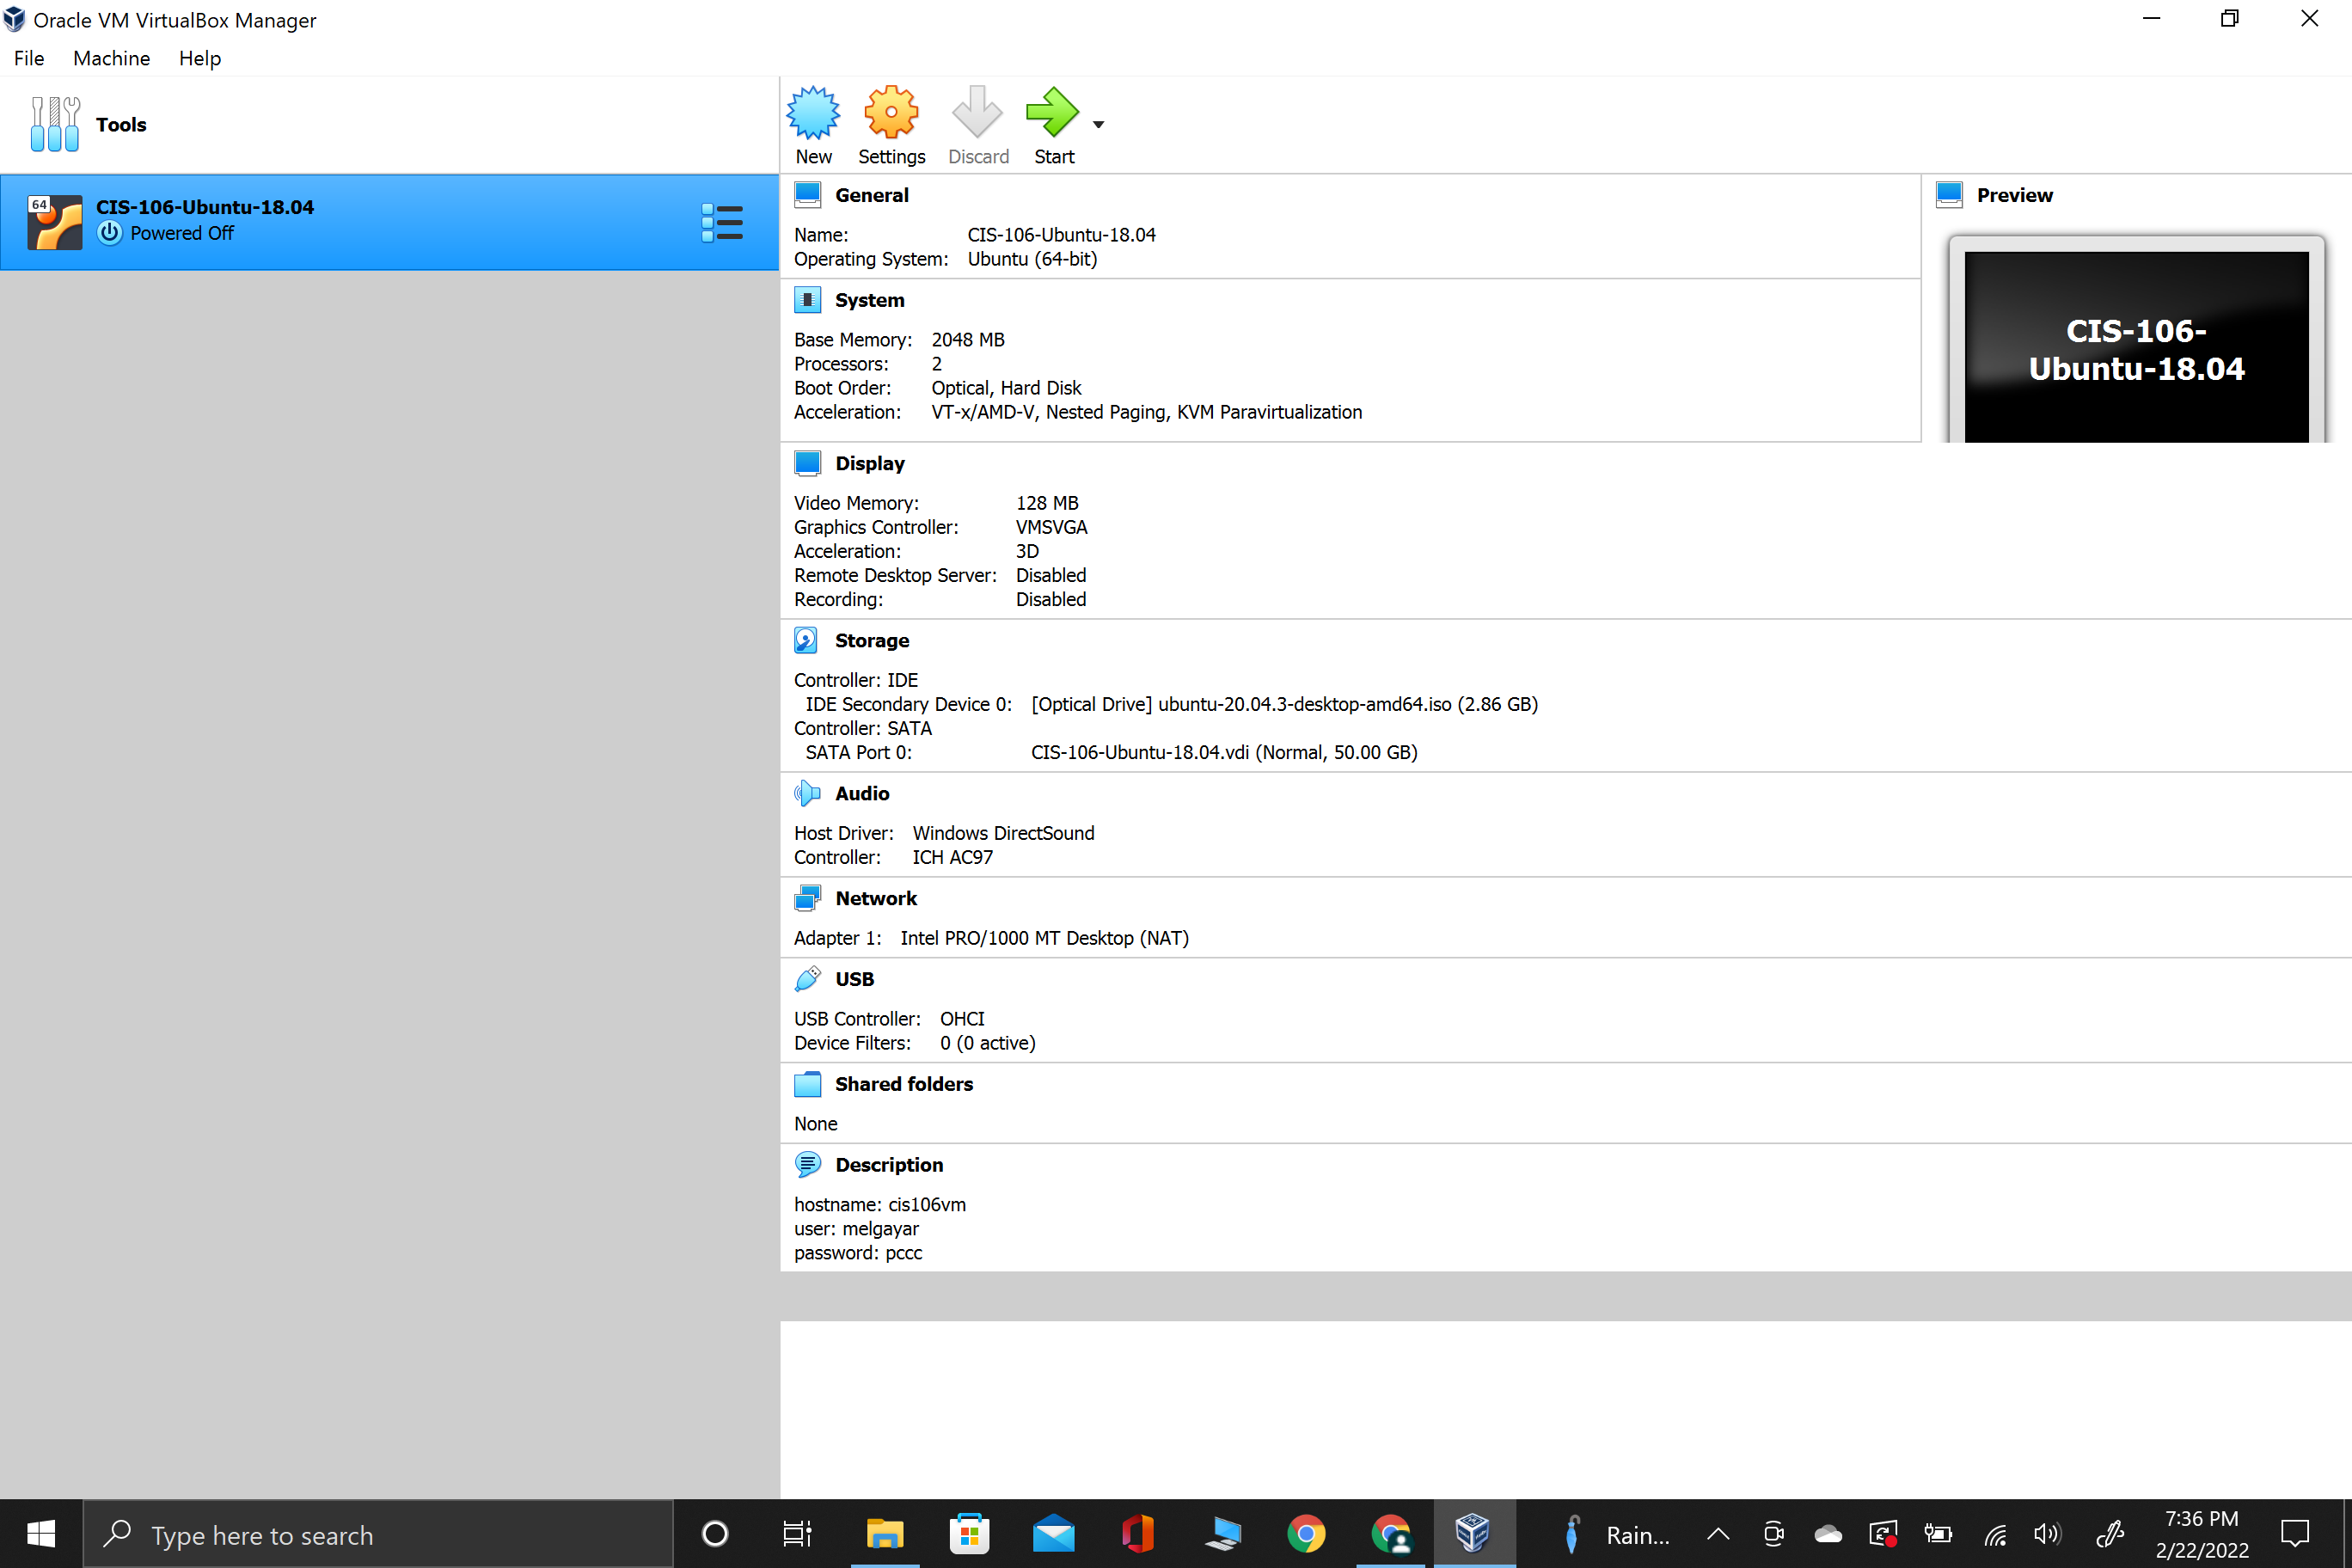 Oracle VM VirtualBox Manager
File Machine Help
Tools
New Settings Discard Start
64
CIS-106-Ubuntu-18.04
Powered Off
General
Name: CIS-106-Ubuntu-18.04
Operating System: Ubuntu (64-bit)
Preview
CIS-106-
Ubuntu-18.04
System
Base Memory: 2048 MB
Processors: 2
Boot Order: Optical, Hard Disk
Acceleration: VT-x/AMD-V, Nested Paging, KVM Paravirtualization
Display
Video Memory: 128 MB
Graphics Controller: VMSVGA
Acceleration: 3D
Remote Desktop Server: Disabled
Recording: Disabled
Storage
Controller: IDE
IDE Secondary Device 0: [Optical Drive] ubuntu-20.04.3-desktop-amd64.iso (2.86 GB)
Controller: SATA
SATA Port 0: CIS-106-Ubuntu-18.04.vdi (Normal, 50.00 GB)
Audio
Host Driver: Windows DirectSound
Controller: ICH AC97
Network
Adapter 1: Intel PRO/1000 MT Desktop (NAT)
USB
USB Controller: OHCI
Device Filters: 0 (0 active)
Shared folders
None
Description
hostname: cis106vm
user: melgayar
password: pccc
Type here to search
Rain...
7:36 PM
2/22/2022